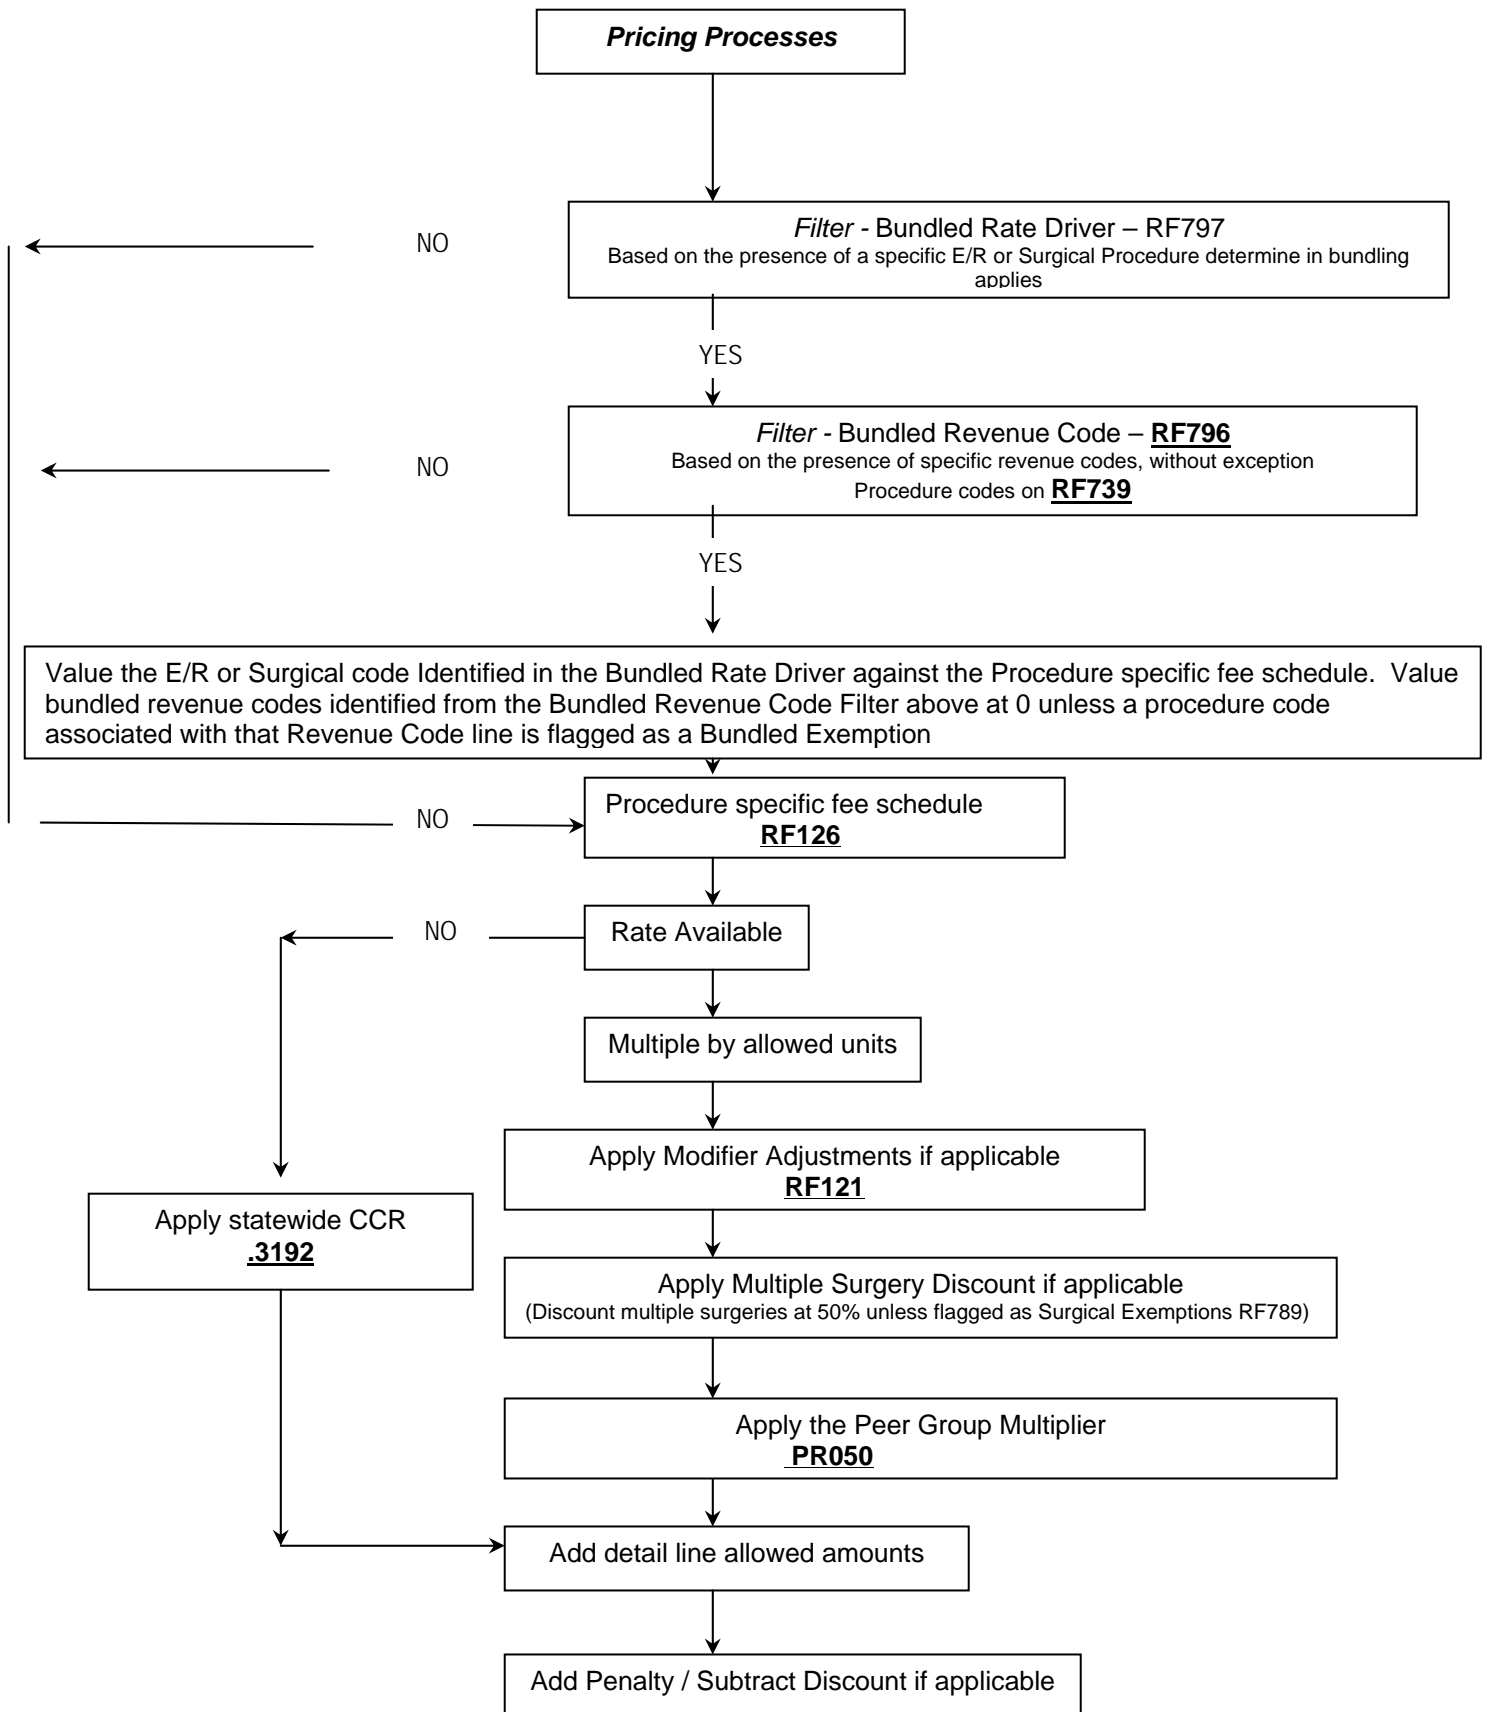 Pricing Processes
Filter - Bundled Rate Driver – RF797
NO
Based on the presence of a specific E/R or Surgical Procedure determine in bundling
applies
YES
Filter - Bundled Revenue Code – RF796
NO
Based on the presence of specific revenue codes, without exception
Procedure codes on RF739
YES
Value the E/R or Surgical code Identified in the Bundled Rate Driver against the Procedure specific fee schedule.  Value
bundled revenue codes identified from the Bundled Revenue Code Filter above at 0 unless a procedure code
associated with that Revenue Code line is flagged as a Bundled Exemption
Procedure specific fee schedule
NO
RF126
NO
Rate Available
Multiple by allowed units
Apply Modifier Adjustments if applicable
RF121
Apply statewide CCR
.3192
Apply Multiple Surgery Discount if applicable
(Discount multiple surgeries at 50% unless flagged as Surgical Exemptions RF789)
Apply the Peer Group Multiplier
PR050
Add detail line allowed amounts
Add Penalty / Subtract Discount if applicable